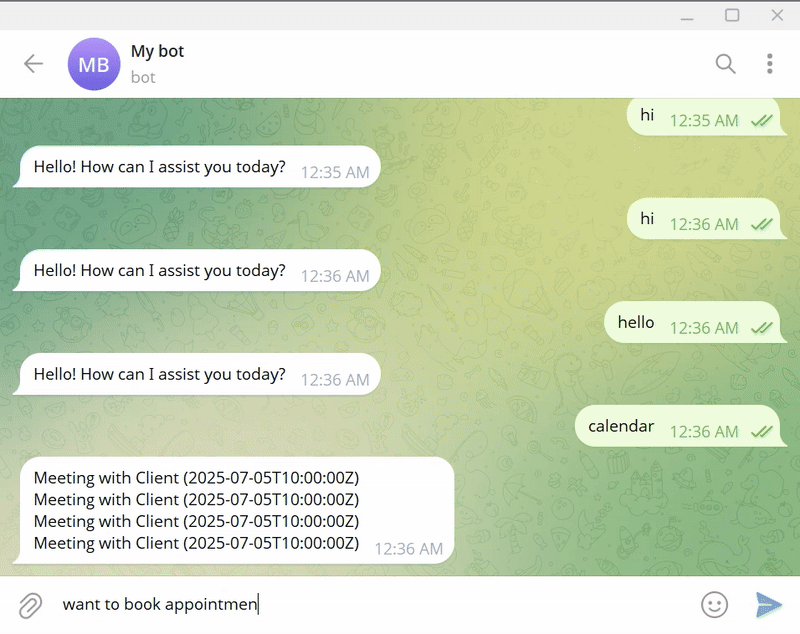 MB
My bot
bot
hi 12:35 AM
Hello! How can I assist you today? 12:35 AM
hi 12:36 AM
Hello! How can I assist you today? 12:36 AM
hello 12:36 AM
Hello! How can I assist you today? 12:36 AM
calendar 12:36 AM
Meeting with Client (2025-07-05T10:00:00Z)
Meeting with Client (2025-07-05T10:00:00Z)
Meeting with Client (2025-07-05T10:00:00Z)
Meeting with Client (2025-07-05T10:00:00Z) 12:36 AM
want to book appointmen